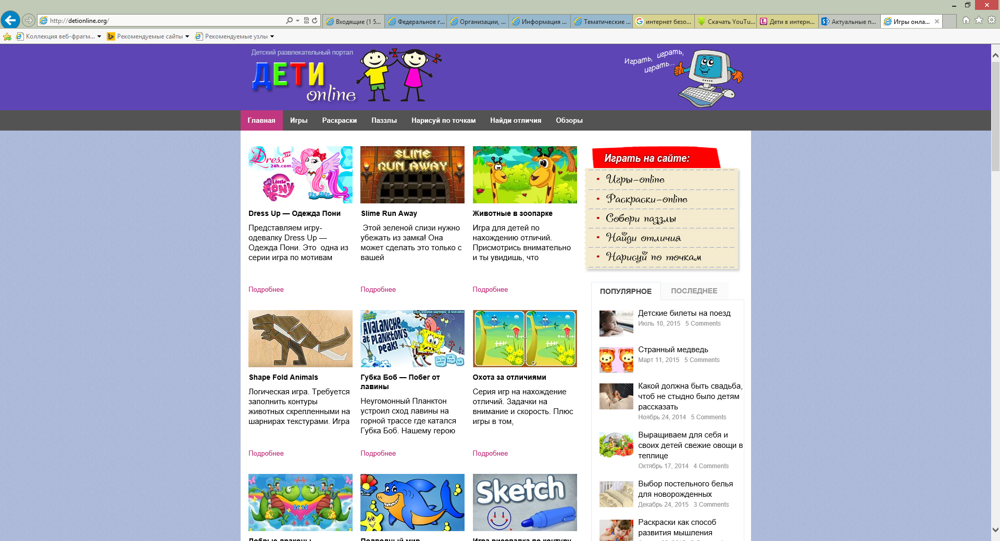 http://detionline.org/
Входящие (1 5...
Федеральное г...
Организации, ...
Информация ...
Тематические ...
интернет безо...
Скачать YouTu...
Дети в интерн...
Актуальные п...
Игры онла...
Коллекция веб-фрагм...
Рекомендуемые сайты
Рекомендуемые узлы
Детский развлекательный портал
ДЕТИ
online
Играть, играть,
играть...
Главная
Игры
Раскраски
Паззлы
Нарисуй по точкам
Найди отличия
Обзоры
Dress UP
24h.com
my Little
PONY
SLIME
RUN AWAY
Dress Up — Одежда Пони
Представляем игру-
одевалку Dress Up —
Одежда Пони. Это одна из
серии игра по мотивам
Подробнее
Slime Run Away
Этой зеленой слизи нужно
убежать из замка! Она
может сделать это только с
вашей
Подробнее
Животные в зоопарке
Игра для детей по
нахождению отличий.
Присмотрись внимательно
и ты увидишь, что
Подробнее
AVALANCHE
at PLANKTON'S
PEAK!
Shape Fold Animals
Логическая игра. Требуется
заполнить контуры
животных скрепленными на
шарнирах текстурами. Игра
Подробнее
Губка Боб — Побег от
лавины
Неугомонный Планктон
устроил сход лавины на
горной трассе где катался
Губка Боб. Нашему герою
Подробнее
Охота за отличиями
Серия игр на нахождение
отличий. Задачки на
внимание и скорость. Плюс
игры в том,
Подробнее
Sketch
Добрые драконы
Подводный мир
Игра рисовалка по контуру
Играть на сайте:
Игры-online
Раскраски-online
Собери паззлы
Найди отличия
Нарисуй по точкам
ПОПУЛЯРНОЕ
ПОСЛЕДНЕЕ
Детские билеты на поезд
Июль 10, 2015 5 Comments
Странный медведь
Март 11, 2015 5 Comments
Какой должна быть свадьба,
чтоб не стыдно было детям
рассказать
Ноябрь 24, 2014 5 Comments
Выращиваем для себя и
своих детей свежие овощи в
теплице
Октябрь 17, 2014 4 Comments
Выбор постельного белья
для новорожденных
Декабрь 24, 2015 3 Comments
Раскраски как способ
развития мышления